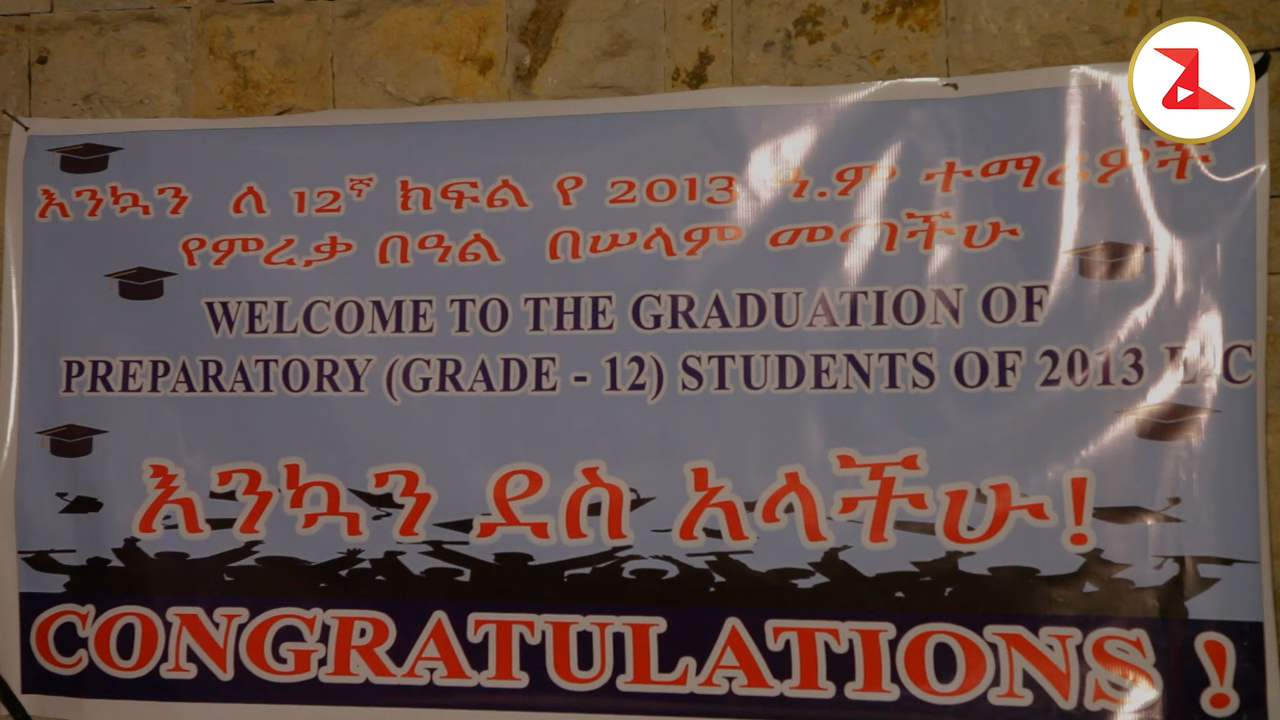 እንኳን ለ 12ኛ ክፍል የ 2013 ዓ.ም ተማሪዎች
የምረቃ በዓል በሠላም መጣችሁ
WELCOME TO THE GRADUATION OF
PREPARATORY (GRADE - 12) STUDENTS OF 2013 E.C
እንኳን ደስ አላችሁ!
CONGRATULATIONS !